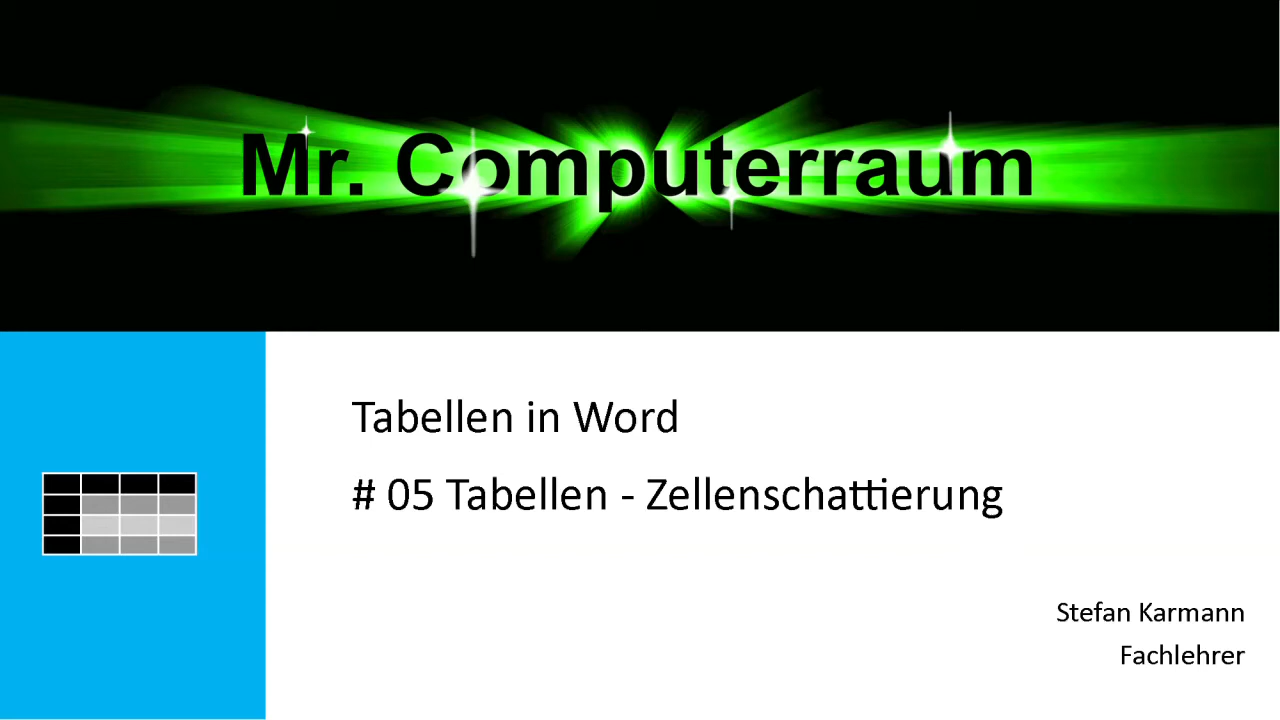 Mr. Computerraum
Tabellen in Word
# 05 Tabellen - Zellenschattierung
Stefan Karmann
Fachlehrer